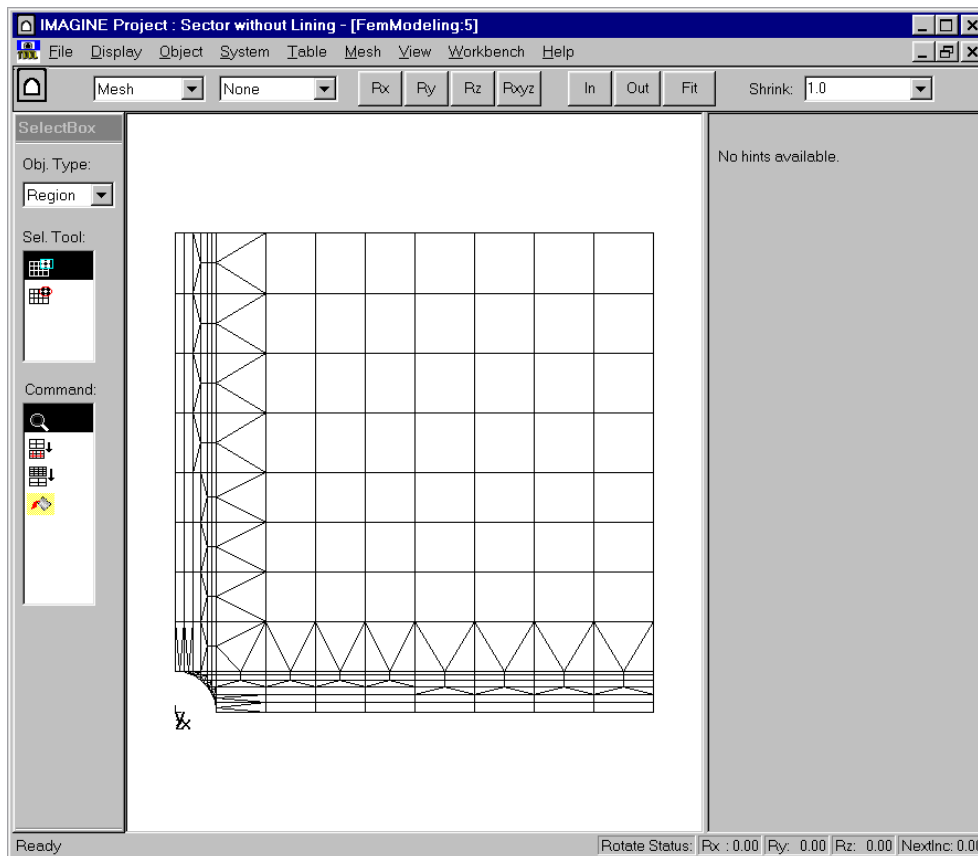 IMAGINE Project : Sector without Lining - [FemModeling:5]
File Display Object System Table Mesh View Workbench Help
Mesh None Rx Ry Rz Rxyz In Out Fit Shrink: 1.0
SelectBox
Obj. Type:
Region
Sel. Tool:
Command:
No hints available.
Ready Rotate Status: Rx : 0.00 Ry: 0.00 Rz: 0.00 NextInc: 0.00